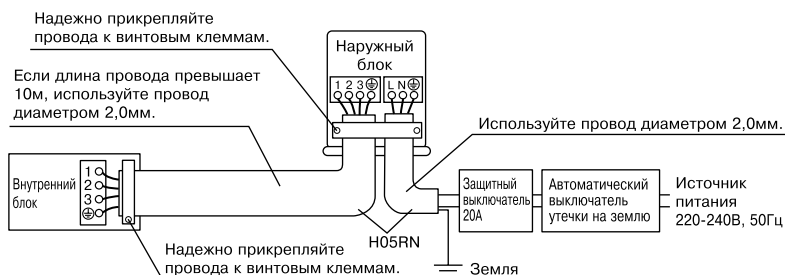 Надежно прикрепляйте
провода к винтовым клеммам.
Если длина провода превышает
10м, используйте провод
диаметром 2,0мм.
Наружный
блок
1 2 3
L N
Используйте провод диаметром 2,0мм.
Внутренний
блок
1
2
3
Защитный
выключатель
20А
Автоматический
выключатель
утечки на землю
Источник
питания
220-240В, 50Гц
H05RN
Надежно прикрепляйте
провода к винтовым клеммам.
Земля